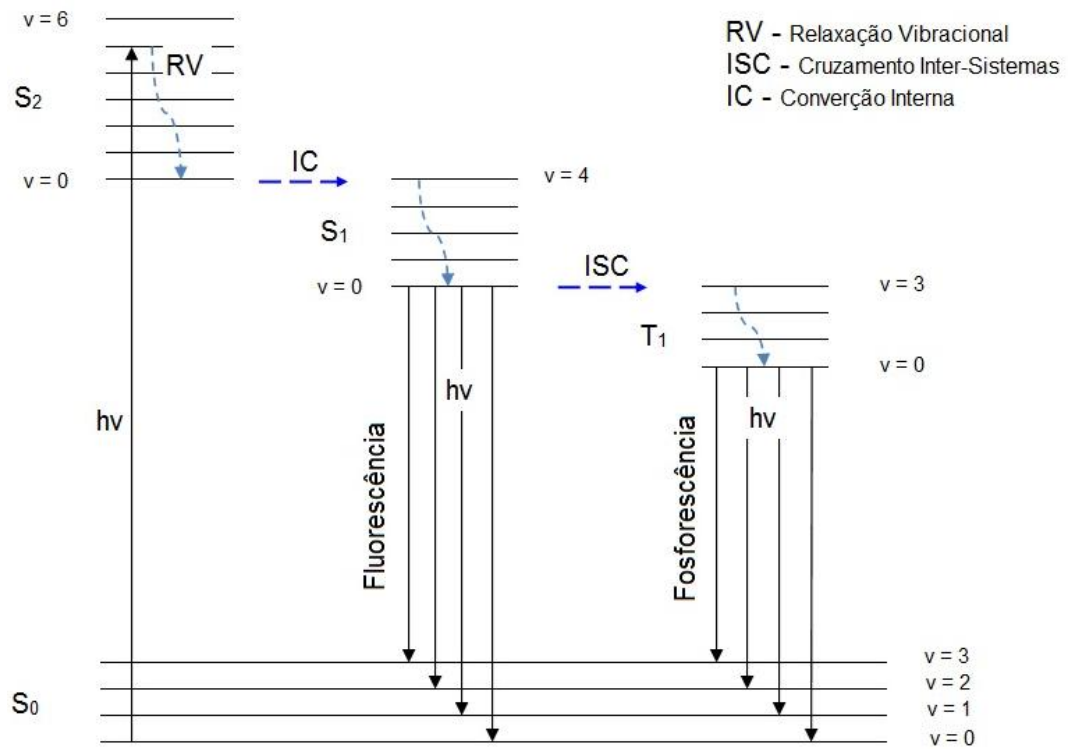 v = 6
RV - Relaxação Vibracional
ISC - Cruzamento Inter-Sistemas
IC - Converção Interna
RV
S2
v = 0
IC
v = 4
S1
v = 0
ISC
v = 3
T1
v = 0
hv
hv
hv
Fluorescência
Fosforescência
S0
v = 3
v = 2
v = 1
v = 0